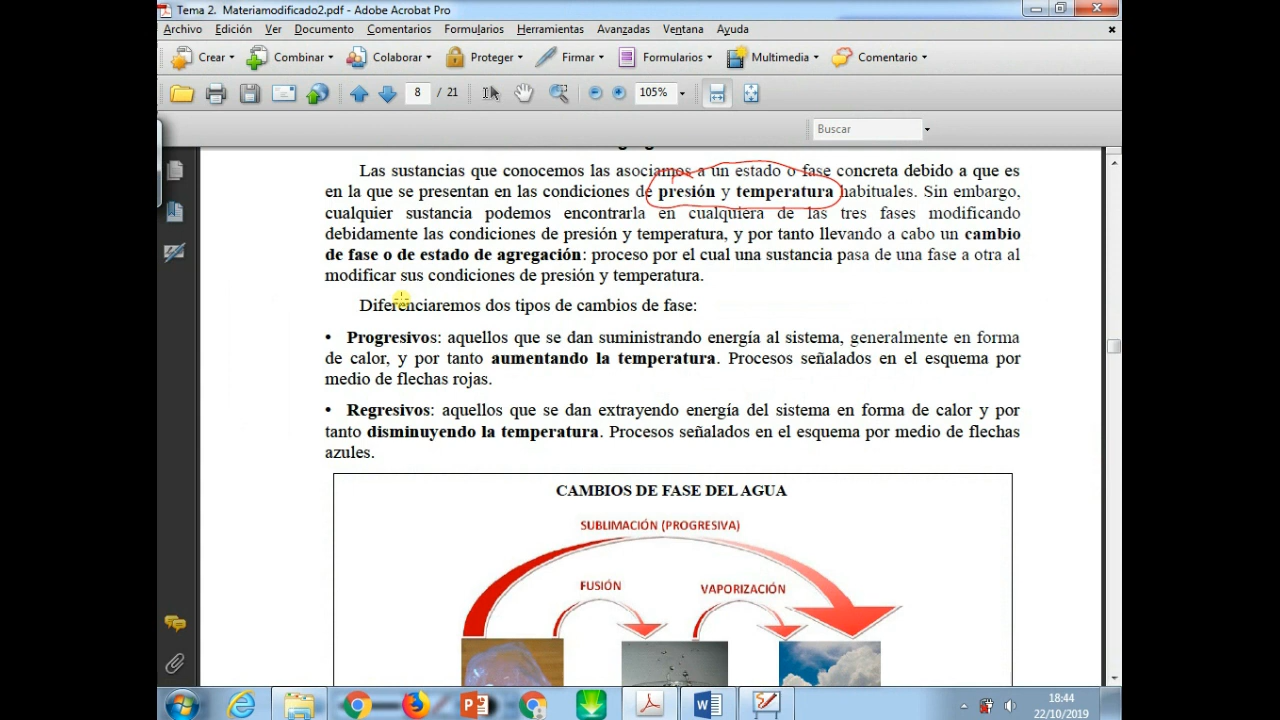 Tema 2. Materiamodificado2.pdf - Adobe Acrobat Pro
Archivo Edición Ver Documento Comentarios Formularios Herramientas Avanzadas Ventana Ayuda
Crear Combinar Colaborar Proteger Firmar Formularios Multimedia Comentario
8 / 21 105%
Buscar
Las sustancias que conocemos las asociamos a un estado o fase concreta debido a que es
en la que se presentan en las condiciones de presión y temperatura habituales. Sin embargo,
cualquier sustancia podemos encontrarla en cualquiera de las tres fases modificando
debidamente las condiciones de presión y temperatura, y por tanto llevando a cabo un cambio
de fase o de estado de agregación: proceso por el cual una sustancia pasa de una fase a otra al
modificar sus condiciones de presión y temperatura.
Diferenciaremos dos tipos de cambios de fase:
• Progresivos: aquellos que se dan suministrando energía al sistema, generalmente en forma
de calor, y por tanto aumentando la temperatura. Procesos señalados en el esquema por
medio de flechas rojas.
• Regresivos: aquellos que se dan extrayendo energía del sistema en forma de calor y por
tanto disminuyendo la temperatura. Procesos señalados en el esquema por medio de flechas
azules.
CAMBIOS DE FASE DEL AGUA
SUBLIMACIÓN (PROGRESIVA)
FUSIÓN
VAPORIZACIÓN
18:44
22/10/2019